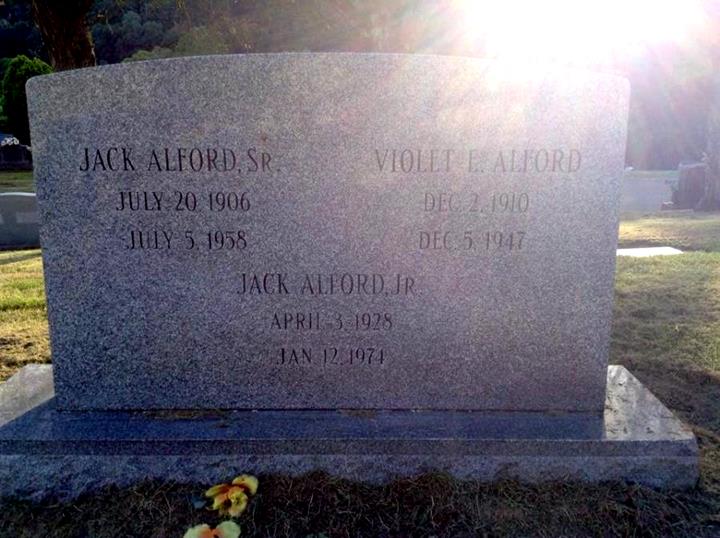 JACK ALFORD, SR.
JULY 20, 1906
JULY 5, 1958
VIOLET E. ALFORD
DEC. 2, 1910
DEC. 5, 1947
JACK ALFORD, JR.
APRIL 3, 1928
JAN. 12, 1974